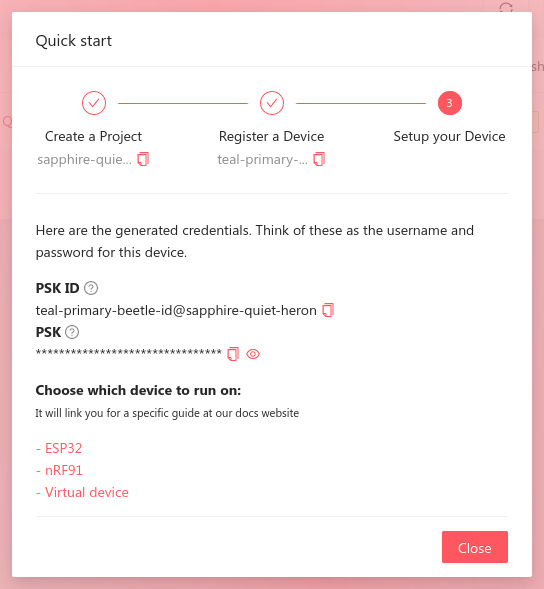 Quick start
3
Create a Project
Register a Device
Setup your Device
sapphire-quie...
teal-primary-...
Here are the generated credentials. Think of these as the username and
password for this device.
PSK ID ?
teal-primary-beetle-id@sapphire-quiet-heron
PSK ?
********************************
Choose which device to run on:
It will link you for a specific guide at our docs website
- ESP32
- nRF91
- Virtual device
Close